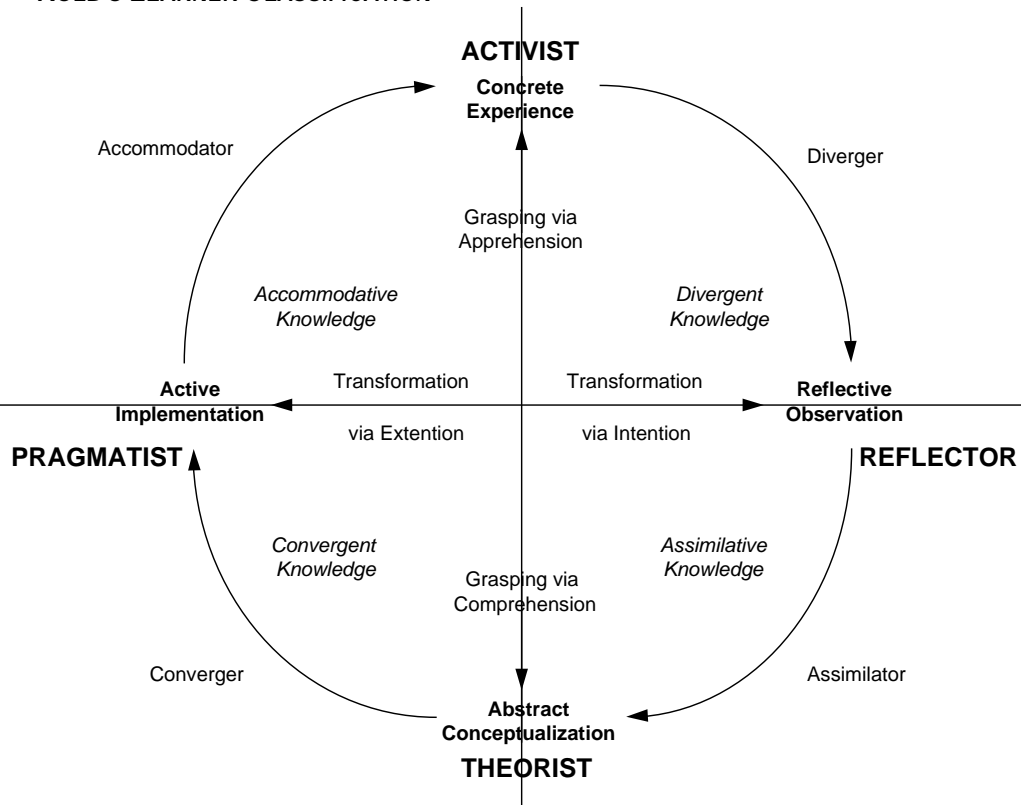 ACTIVIST
Concrete
Experience
Accommodator
Diverger
Grasping via
Apprehension
Accommodative
Knowledge
Divergent
Knowledge
Active
Implementation
Transformation
Transformation
Reflective
Observation
via Extention
via Intention
PRAGMATIST
REFLECTOR
Convergent
Knowledge
Assimilative
Knowledge
Grasping via
Comprehension
Converger
Assimilator
Abstract
Conceptualization
THEORIST